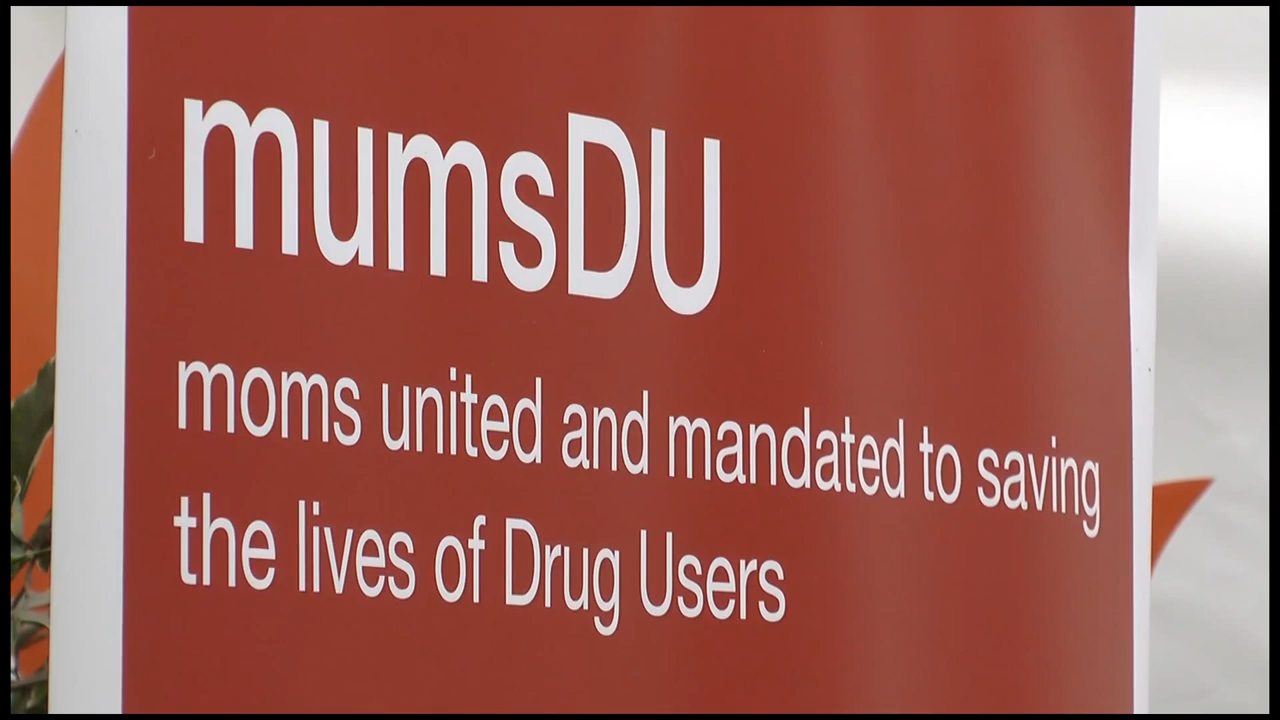 mumsDU
moms united and mandated to saving
the lives of Drug Users